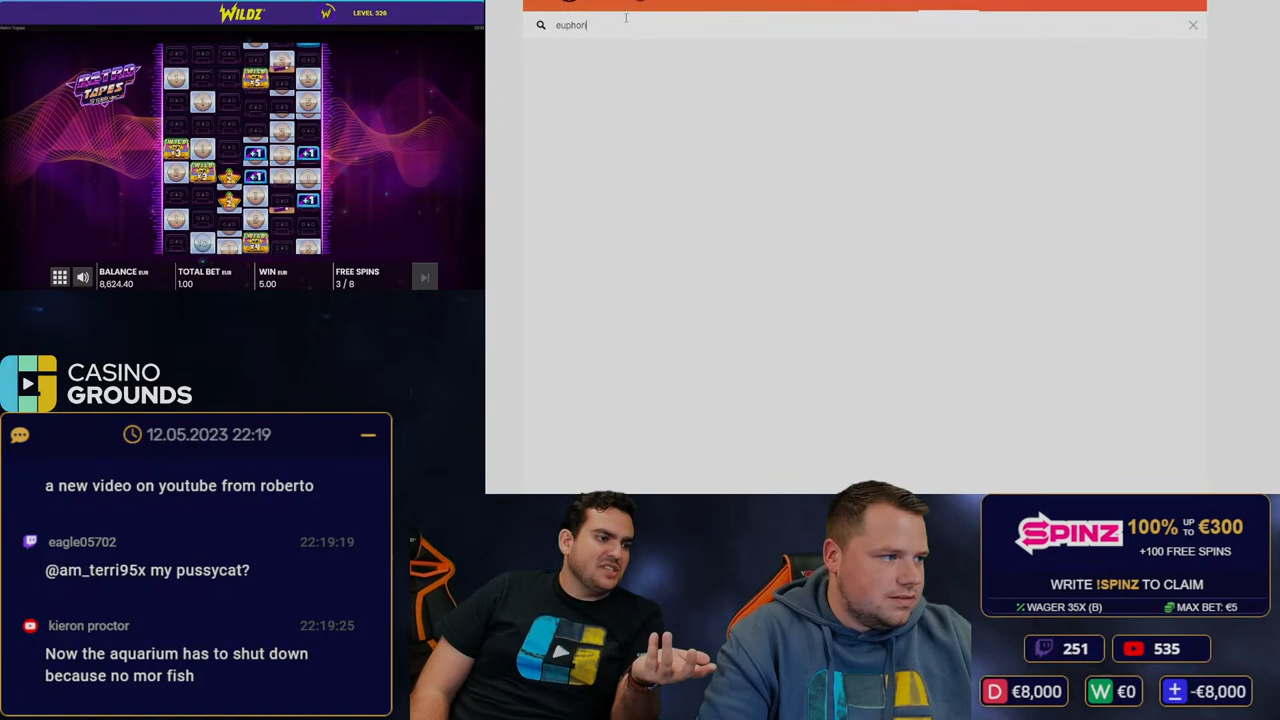 WILDZ
LEVEL 326
Retro Tapes
RETRO
TAPES
BALANCE EUR
8,624.40
TOTAL BET EUR
1.00
WIN EUR
5.00
FREE SPINS
3 / 8
euphori
CASINO
GROUNDS
12.05.2023 22:19
a new video on youtube from roberto
eagle05702 22:19:19
@am_terri95x my pussycat?
kieron proctor 22:19:25
Now the aquarium has to shut down
because no mor fish
SPINZ
100% UP TO €300
+100 FREE SPINS
WRITE !SPINZ TO CLAIM
WAGER 35X (B) MAX BET: €5
251 535
D €8,000 W €0 ± -€8,000